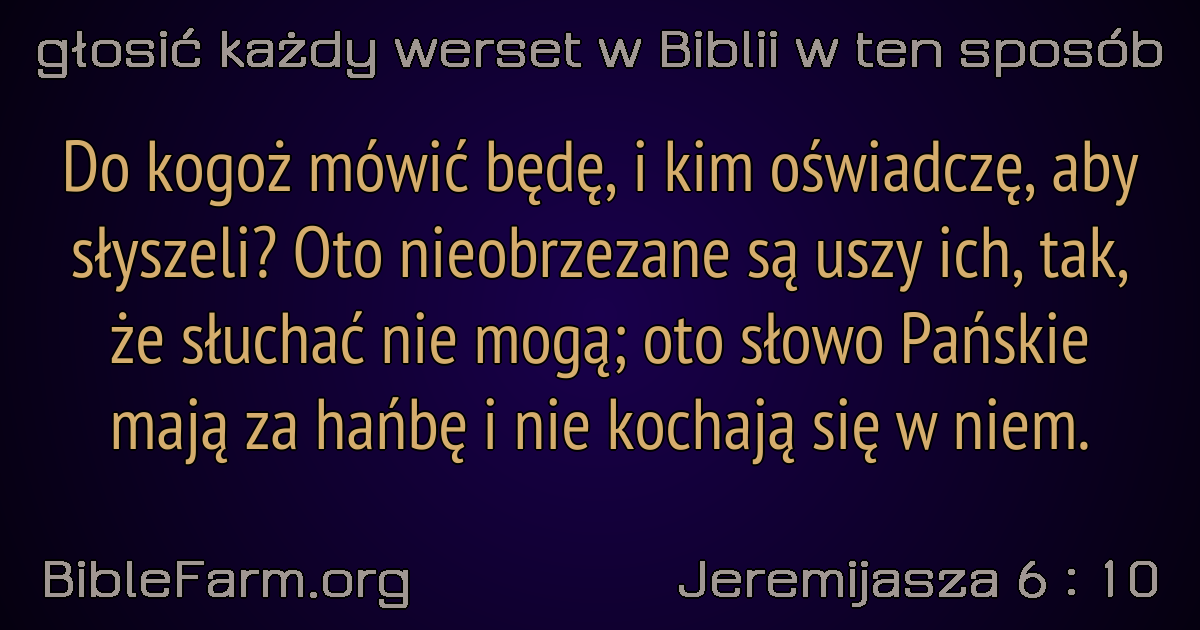 głosić każdy werset w Biblii w ten sposób
Do kogoż mówić będę, i kim oświadczę, aby
słyszeli? Oto nieobrzezane są uszy ich, tak,
że słuchać nie mogą; oto słowo Pańskie
mają za hańbę i nie kochają się w niem.
BibleFarm.org
Jeremijasza 6 : 10